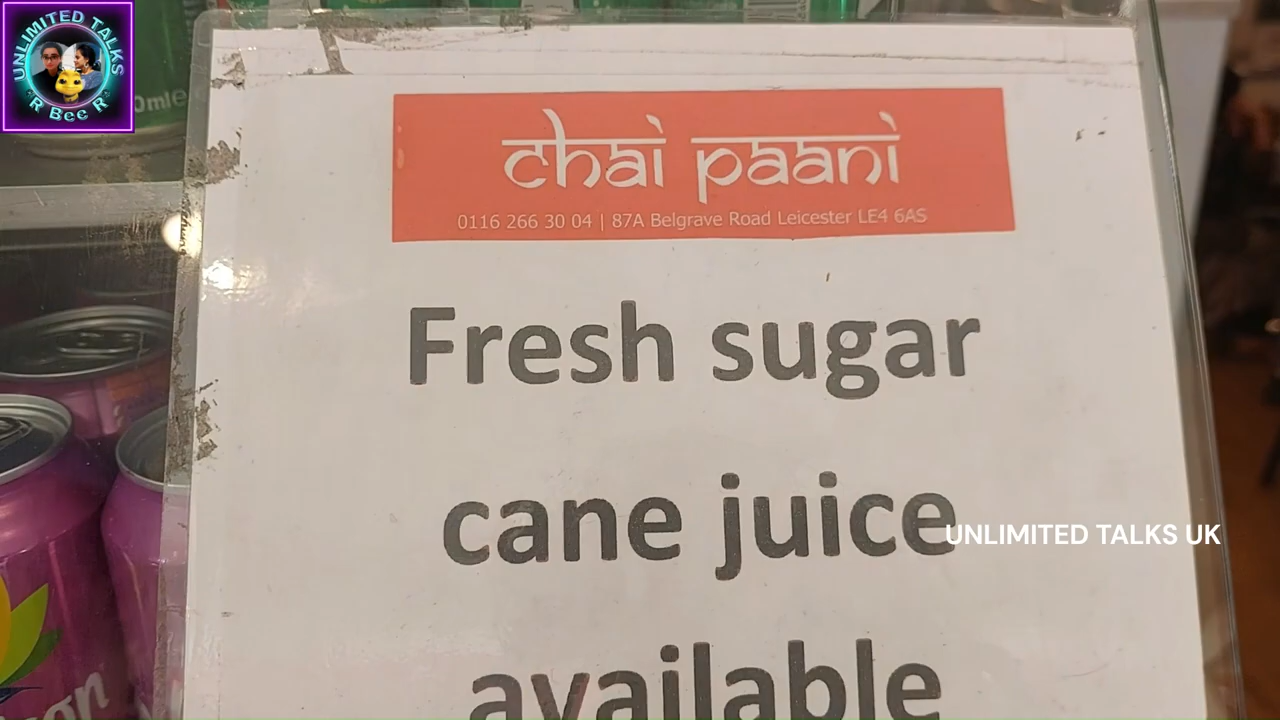 UNLIMITED TALKS
R Bee R
chai paani
0116 266 30 04 | 87A Belgrave Road Leicester LE4 6AS
Fresh sugar
cane juice
UNLIMITED TALKS UK
available